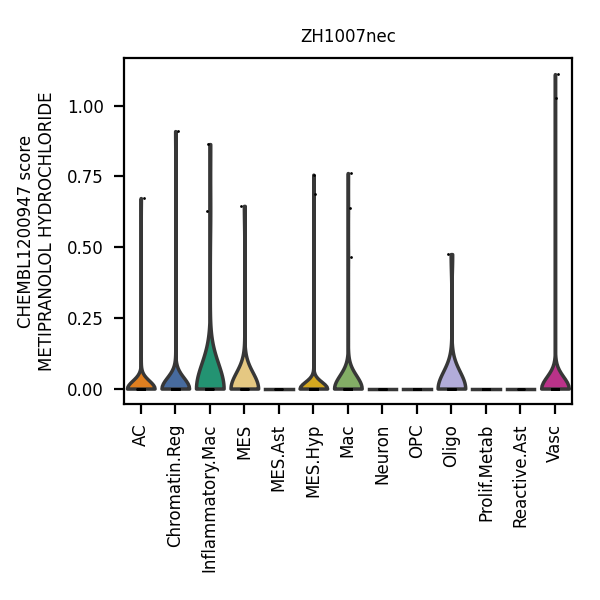 ZH1007nec
CHEMBL1200947 score
METIPRANOLOL HYDROCHLORIDE
1.00
0.75
0.50
0.25
0.00
AC
Chromatin.Reg
Inflammatory.Mac
MES
MES.Ast
MES.Hyp
Mac
Neuron
OPC
Oligo
Prolif.Metab
Reactive.Ast
Vasc